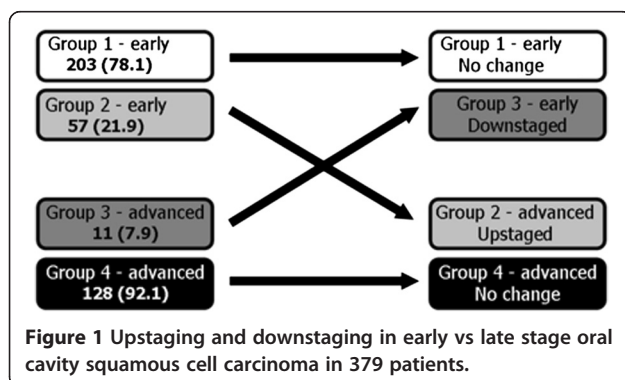 Group 1 - early
203 (78.1)
Group 1 - early
No change
Group 2 - early
57 (21.9)
Group 3 - early
Downstaged
Group 3 - advanced
11 (7.9)
Group 2 - advanced
Upstaged
Group 4 - advanced
128 (92.1)
Group 4 - advanced
No change
Figure 1 Upstaging and downstaging in early vs late stage oral
cavity squamous cell carcinoma in 379 patients.